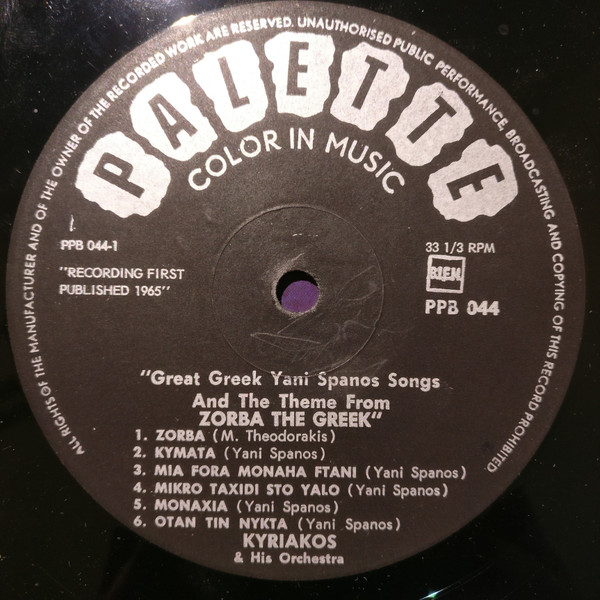 ALL RIGHTS OF THE MANUFACTURER AND OF THE OWNER OF THE RECORDED WORK ARE RESERVED. UNAUTHORISED PUBLIC PERFORMANCE, BROADCASTING AND COPYING OF THIS RECORD PROHIBITED
PALETTE
COLOR IN MUSIC
PPB 044-1
33 1/3 RPM
"RECORDING FIRST
PUBLISHED 1965"
BIEM
PPB 044
"Great Greek Yani Spanos Songs
And The Theme From
ZORBA THE GREEK"
1. ZORBA (M. Theodorakis)
2. KYMATA (Yani Spanos)
3. MIA FORA MONAHA FTANI (Yani Spanos)
4. MIKRO TAXIDI STO YALO (Yani Spanos)
5. MONAXIA (Yani Spanos)
6. OTAN TIN NYKTA (Yani Spanos)
KYRIAKOS
& His Orchestra